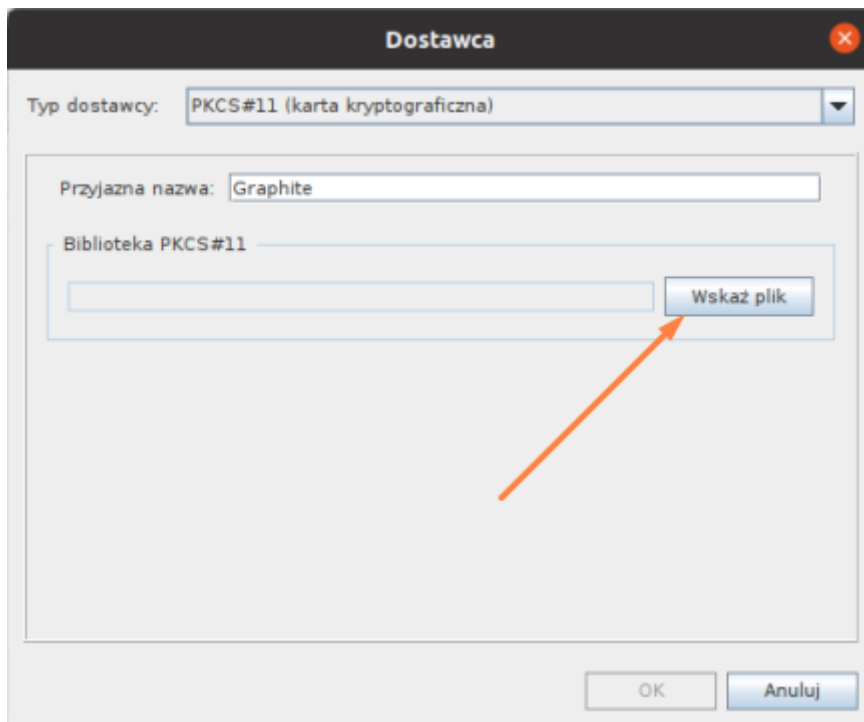 Dostawca
Typ dostawcy: PKCS#11 (karta kryptograficzna)
Przyjazna nazwa: Graphite
Biblioteka PKCS#11
Wskaż plik
OK Anuluj